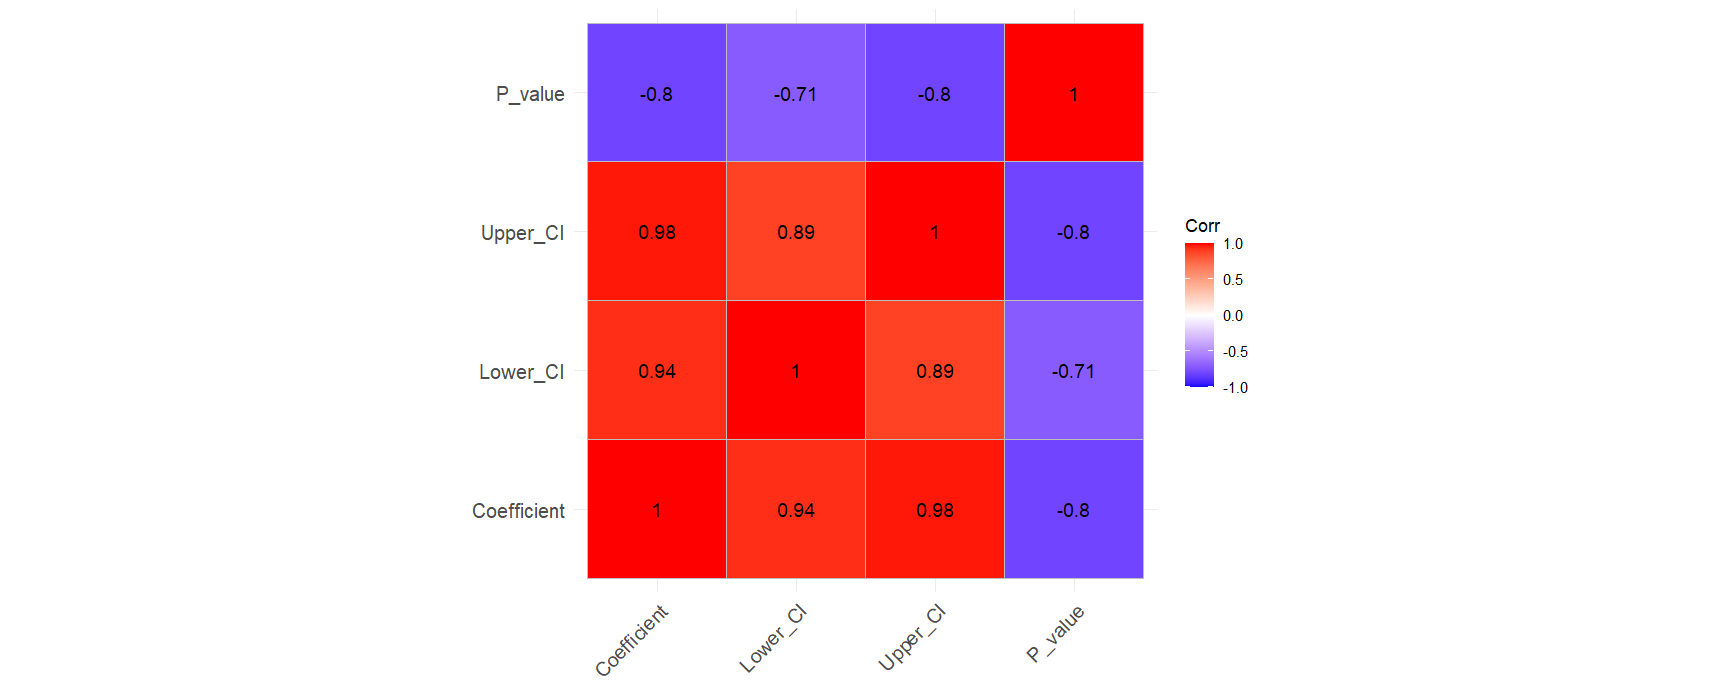 P_value -0.8 -0.71 -0.8 1
Upper_CI 0.98 0.89 1 -0.8
Lower_CI 0.94 1 0.89 -0.71
Coefficient 1 0.94 0.98 -0.8
Coefficient Lower_CI Upper_CI P_value
Corr
1.0
0.5
0.0
-0.5
-1.0